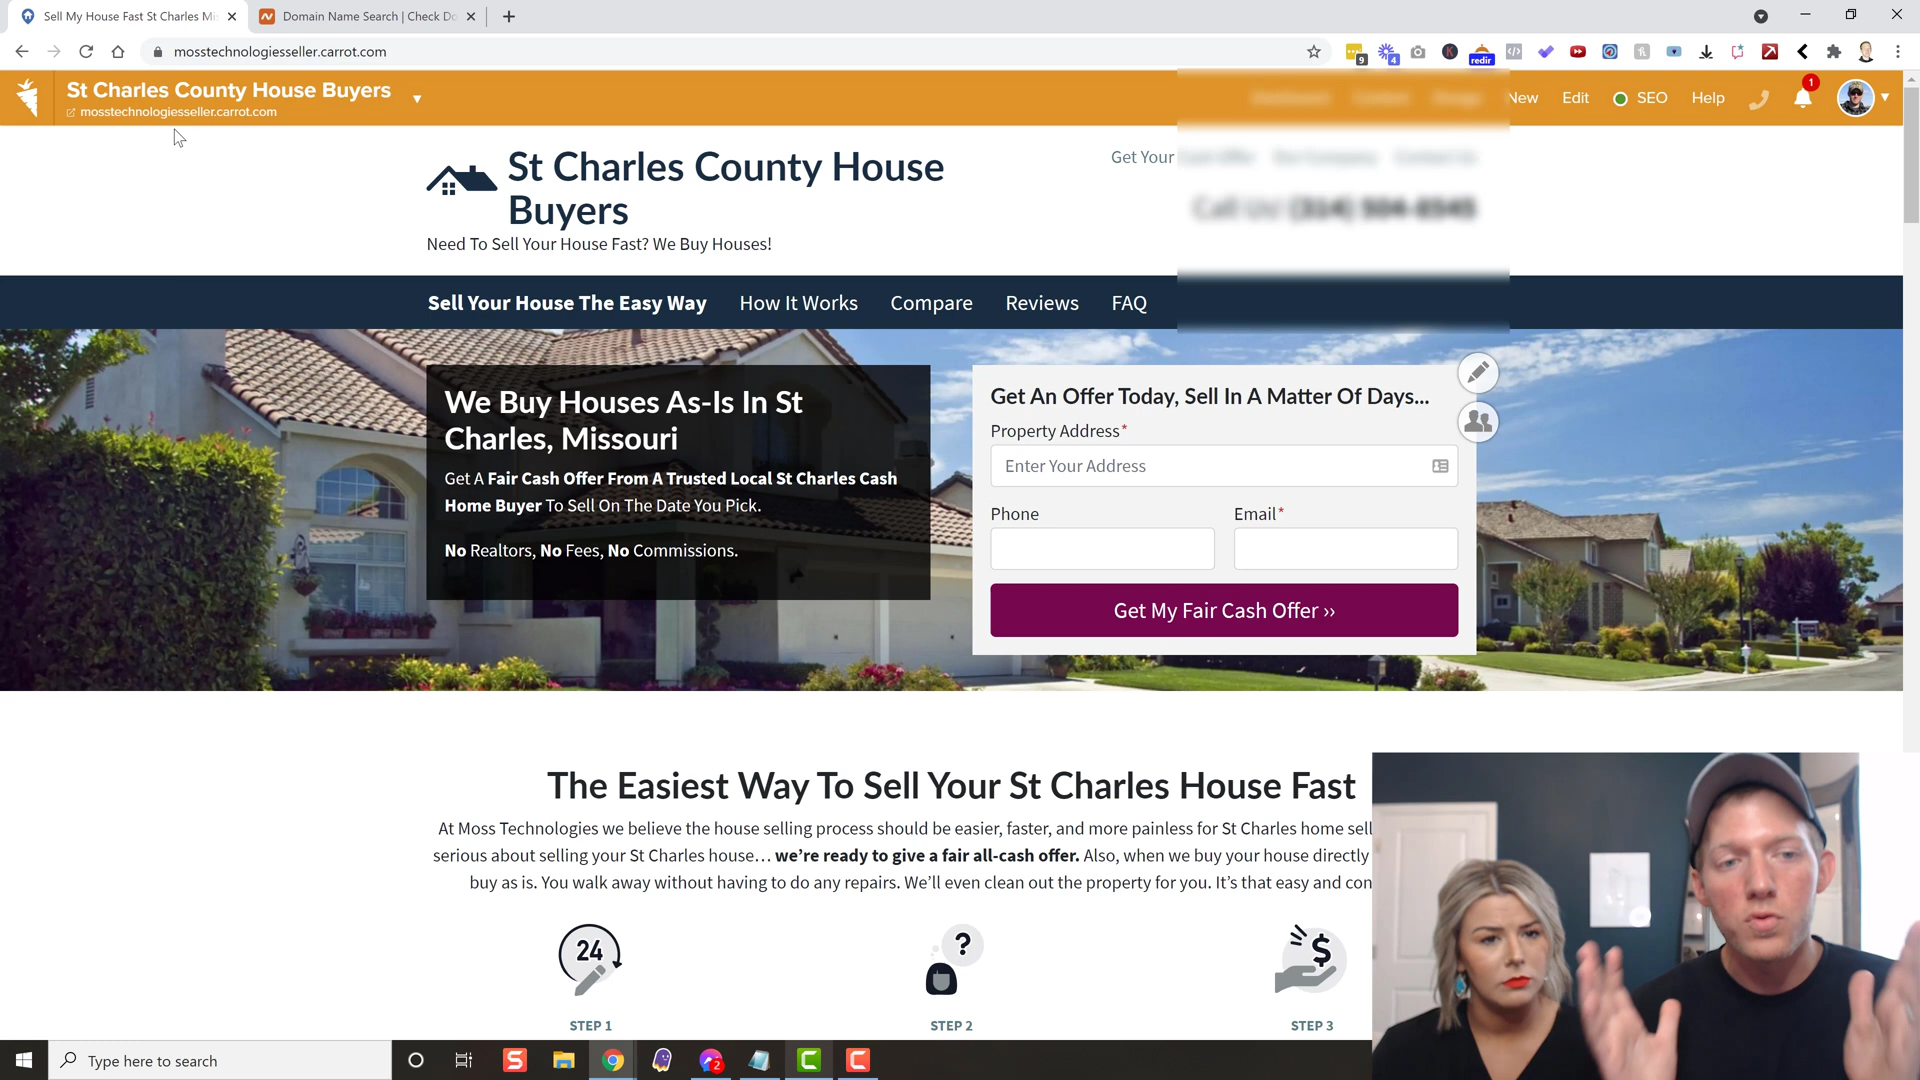 Sell My House Fast St Charles Mi
Domain Name Search | Check Do
mosstechnologiesseller.carrot.com
9
4
redir
St Charles County House Buyers
mosstechnologiesseller.carrot.com
New
Edit
SEO
Help
1
St Charles County House
Buyers
Need To Sell Your House Fast? We Buy Houses!
Get Your
Sell Your House The Easy Way
How It Works
Compare
Reviews
FAQ
We Buy Houses As-Is In St
Charles, Missouri
Get A Fair Cash Offer From A Trusted Local St Charles Cash
Home Buyer To Sell On The Date You Pick.
No Realtors, No Fees, No Commissions.
Get An Offer Today, Sell In A Matter Of Days...
Property Address*
Enter Your Address
Phone
Email*
Get My Fair Cash Offer ››
The Easiest Way To Sell Your St Charles House Fast
At Moss Technologies we believe the house selling process should be easier, faster, and more painless for St Charles home sell
serious about selling your St Charles house… we’re ready to give a fair all-cash offer. Also, when we buy your house directly
buy as is. You walk away without having to do any repairs. We’ll even clean out the property for you. It’s that easy and con
24
?
$
STEP 1
STEP 2
STEP 3
Type here to search
S
2
C
C